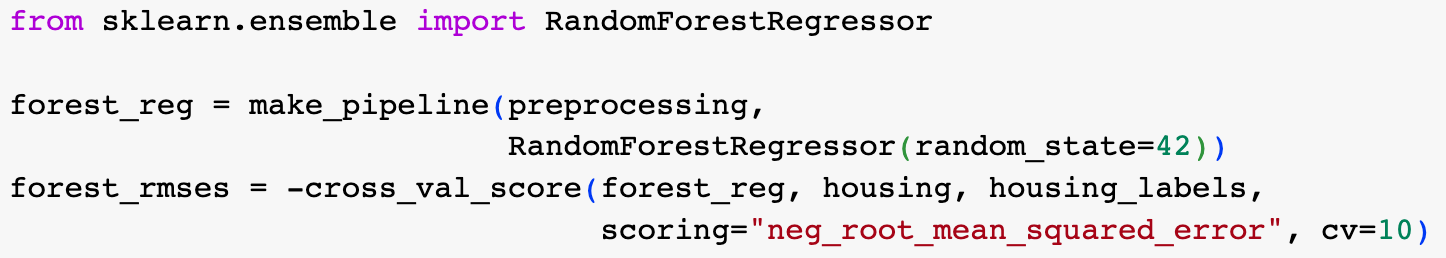 from sklearn.ensemble import RandomForestRegressor
forest_reg = make_pipeline(preprocessing,
RandomForestRegressor(random_state=42))
forest_rmses = -cross_val_score(forest_reg, housing, housing_labels,
scoring="neg_root_mean_squared_error", cv=10)